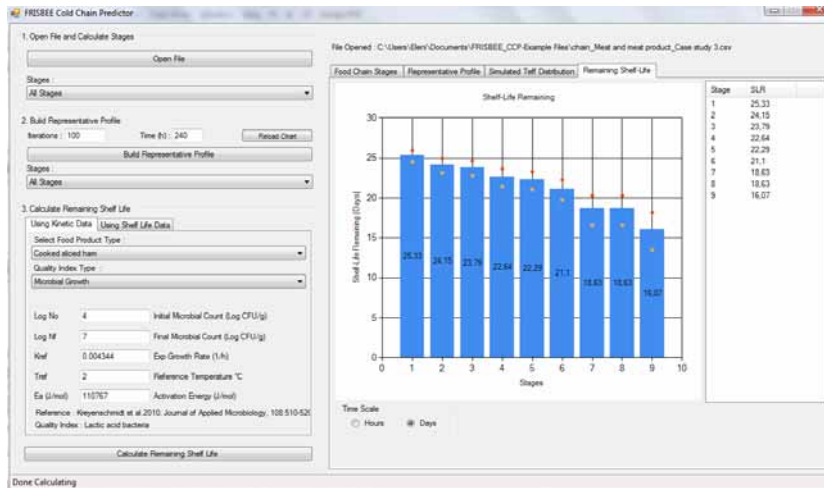 FRISBEE Cold Chain Predictor
1. Open File and Calculate Stages
Open File
Stages :
All Stages
2. Build Representative Profile
Iterations : 100 Time (h) : 240 Reload Chart
Build Representative Profile
Stages :
All Stages
3. Calculate Remaining Shelf Life
Using Kinetic Data Using Shelf Life Data
Select Food Product Type :
Cooked sliced ham
Quality Index Type :
Microbial Growth
Log No 4 Initial Microbial Count (Log CFU/g)
Log Nf 7 Final Microbial Count (Log CFU/g)
Kref 0.004344 Exp Growth Rate (1/h)
Tref 2 Reference Temperature °C
Ea (J/mol) 110767 Activation Energy (J/mol)
Reference : Kreyenschmidt et al.2010. Journal of Applied Microbiology, 108 510-520
Quality Index : Lactic acid bacteria
Calculate Remaining Shelf Life
Done Calculating
File Opened : C:\Users\Eleni\Documents\FRISBEE_CCP-Example Files\chain_Meat and meat product_Case study 3.csv
Food Chain Stages Representative Profile Simulated Teff Distribution Remaining Shelf-Life
Shelf-Life Remaining
Shelf-Life Remaining (Days)
30
25
20
15
10
5
0
25,33 24,15 23,79 22,64 22,29 21,1 18,63 18,63 16,07
0 1 2 3 4 5 6 7 8 9 10
Stages
Time Scale
Hours Days
Stage SLR
1 25,33
2 24,15
3 23,79
4 22,64
5 22,29
6 21,1
7 18,63
8 18,63
9 16,07